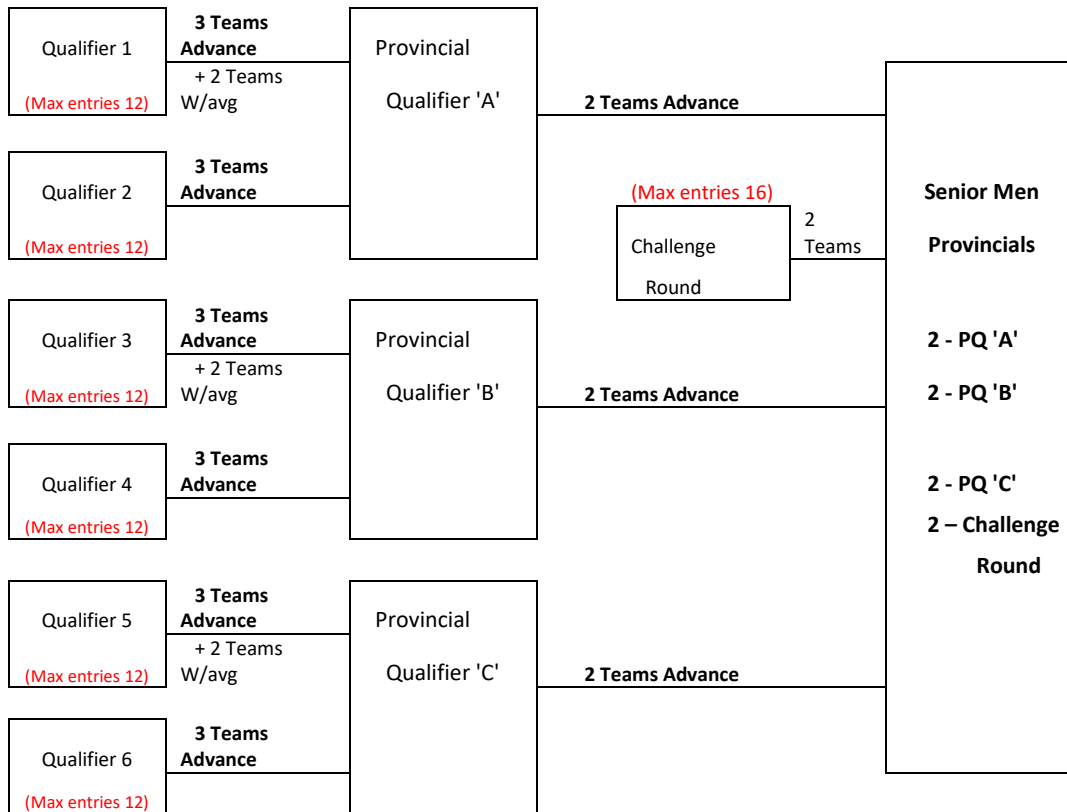 Qualifier 1
(Max entries 12)
3 Teams
Advance
+ 2 Teams
W/avg
Provincial
Qualifier 'A'
2 Teams Advance
Qualifier 2
(Max entries 12)
3 Teams
Advance
(Max entries 16)
Challenge
Round
2
Teams
Senior Men
Provincials
Qualifier 3
(Max entries 12)
3 Teams
Advance
+ 2 Teams
W/avg
Provincial
Qualifier 'B'
2 Teams Advance
2 - PQ 'A'
2 - PQ 'B'
Qualifier 4
(Max entries 12)
3 Teams
Advance
2 - PQ 'C'
2 – Challenge
Round
Qualifier 5
(Max entries 12)
3 Teams
Advance
+ 2 Teams
W/avg
Provincial
Qualifier 'C'
2 Teams Advance
Qualifier 6
(Max entries 12)
3 Teams
Advance